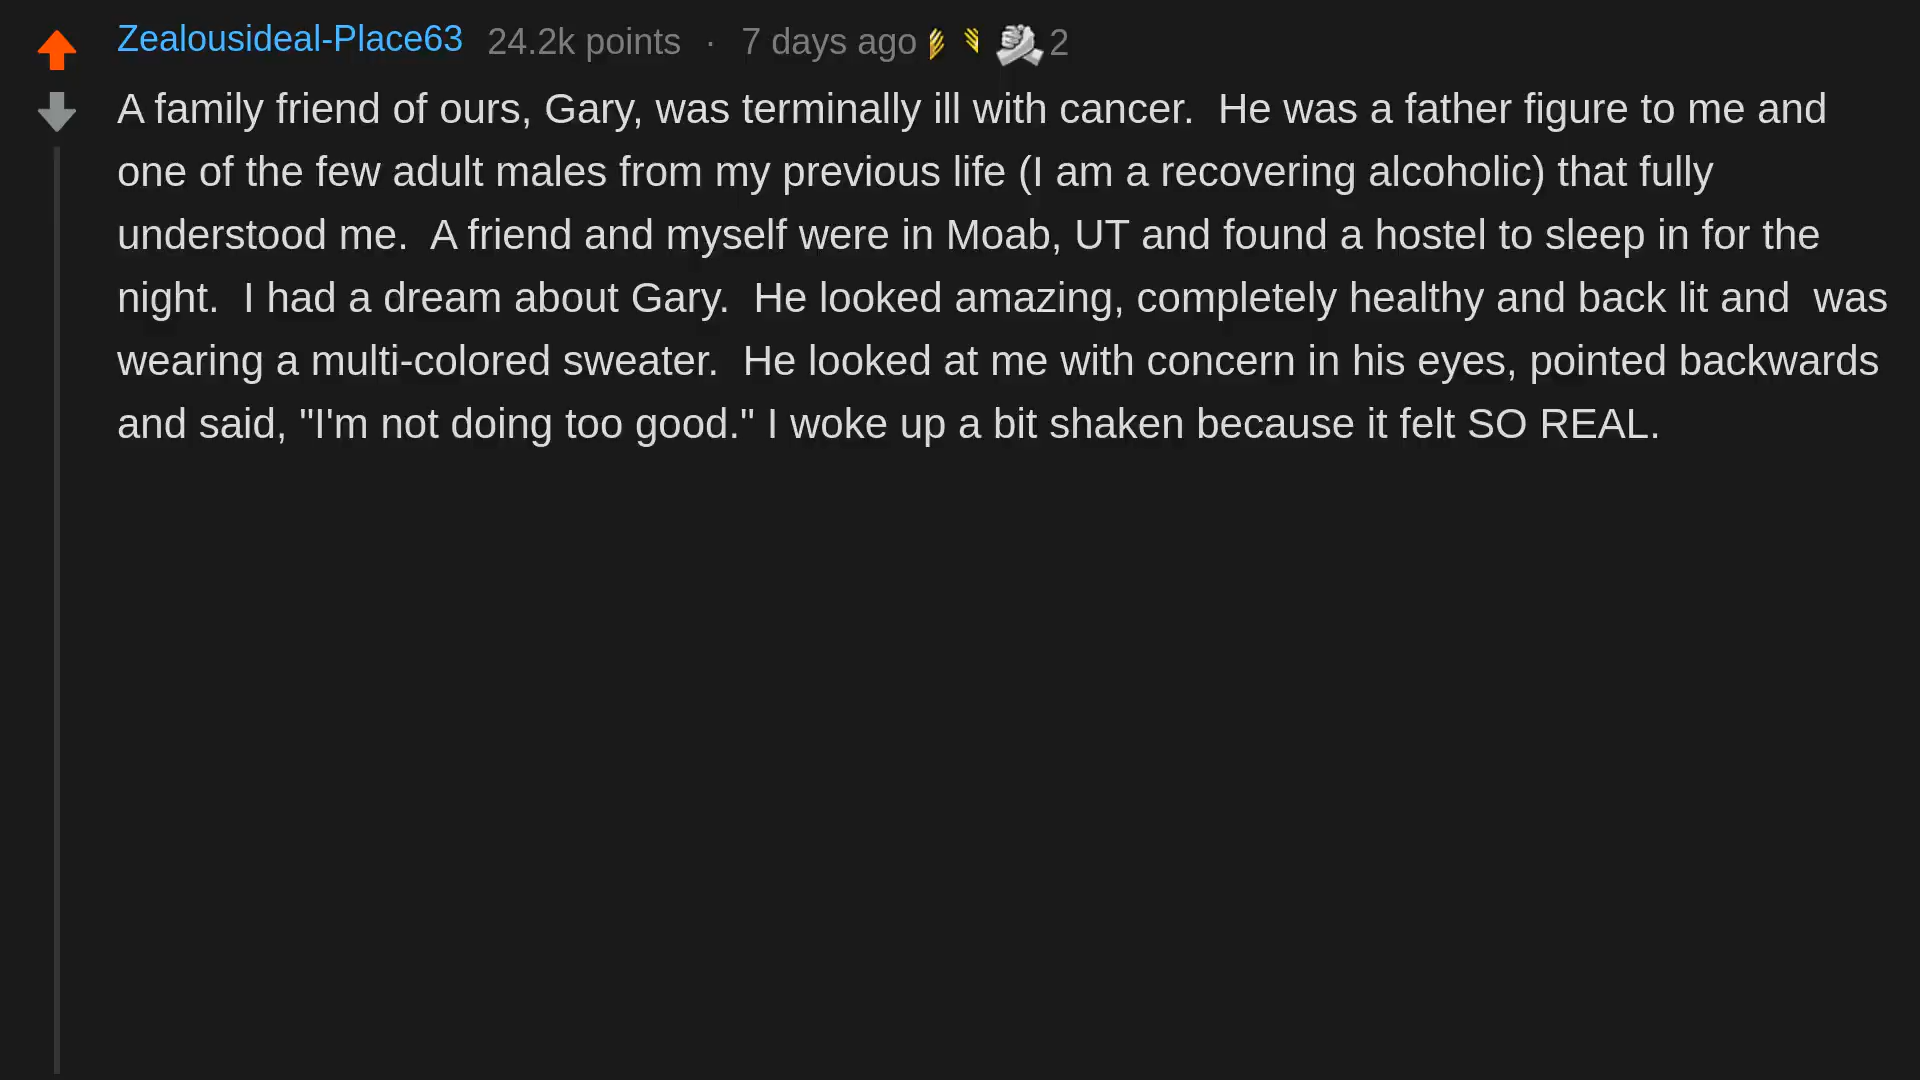 Zealousideal-Place63 24.2k points · 7 days ago 2
A family friend of ours, Gary, was terminally ill with cancer.  He was a father figure to me and
one of the few adult males from my previous life (I am a recovering alcoholic) that fully
understood me.  A friend and myself were in Moab, UT and found a hostel to sleep in for the
night.  I had a dream about Gary.  He looked amazing, completely healthy and back lit and  was
wearing a multi-colored sweater.  He looked at me with concern in his eyes, pointed backwards
and said, "I'm not doing too good." I woke up a bit shaken because it felt SO REAL.